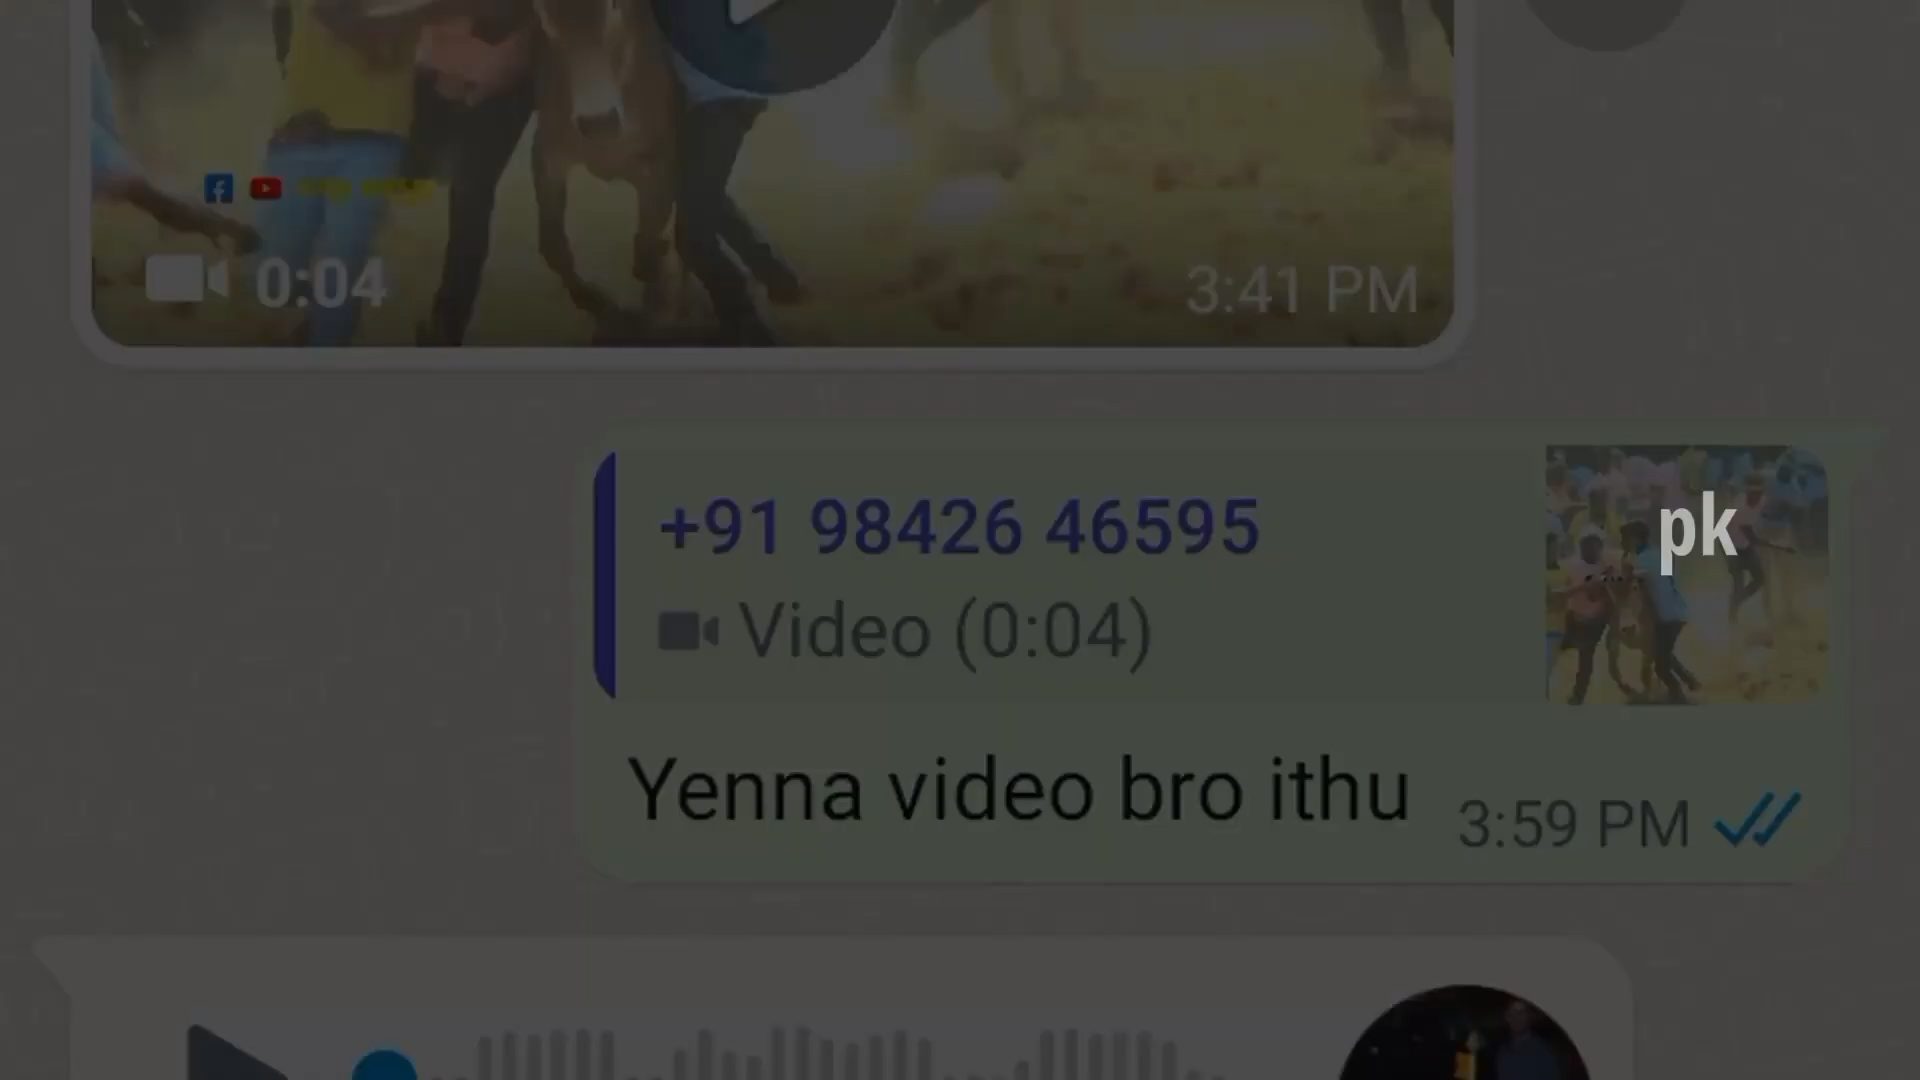 0:04
3:41 PM
+91 98426 46595
Video (0:04)
pk
Yenna video bro ithu
3:59 PM